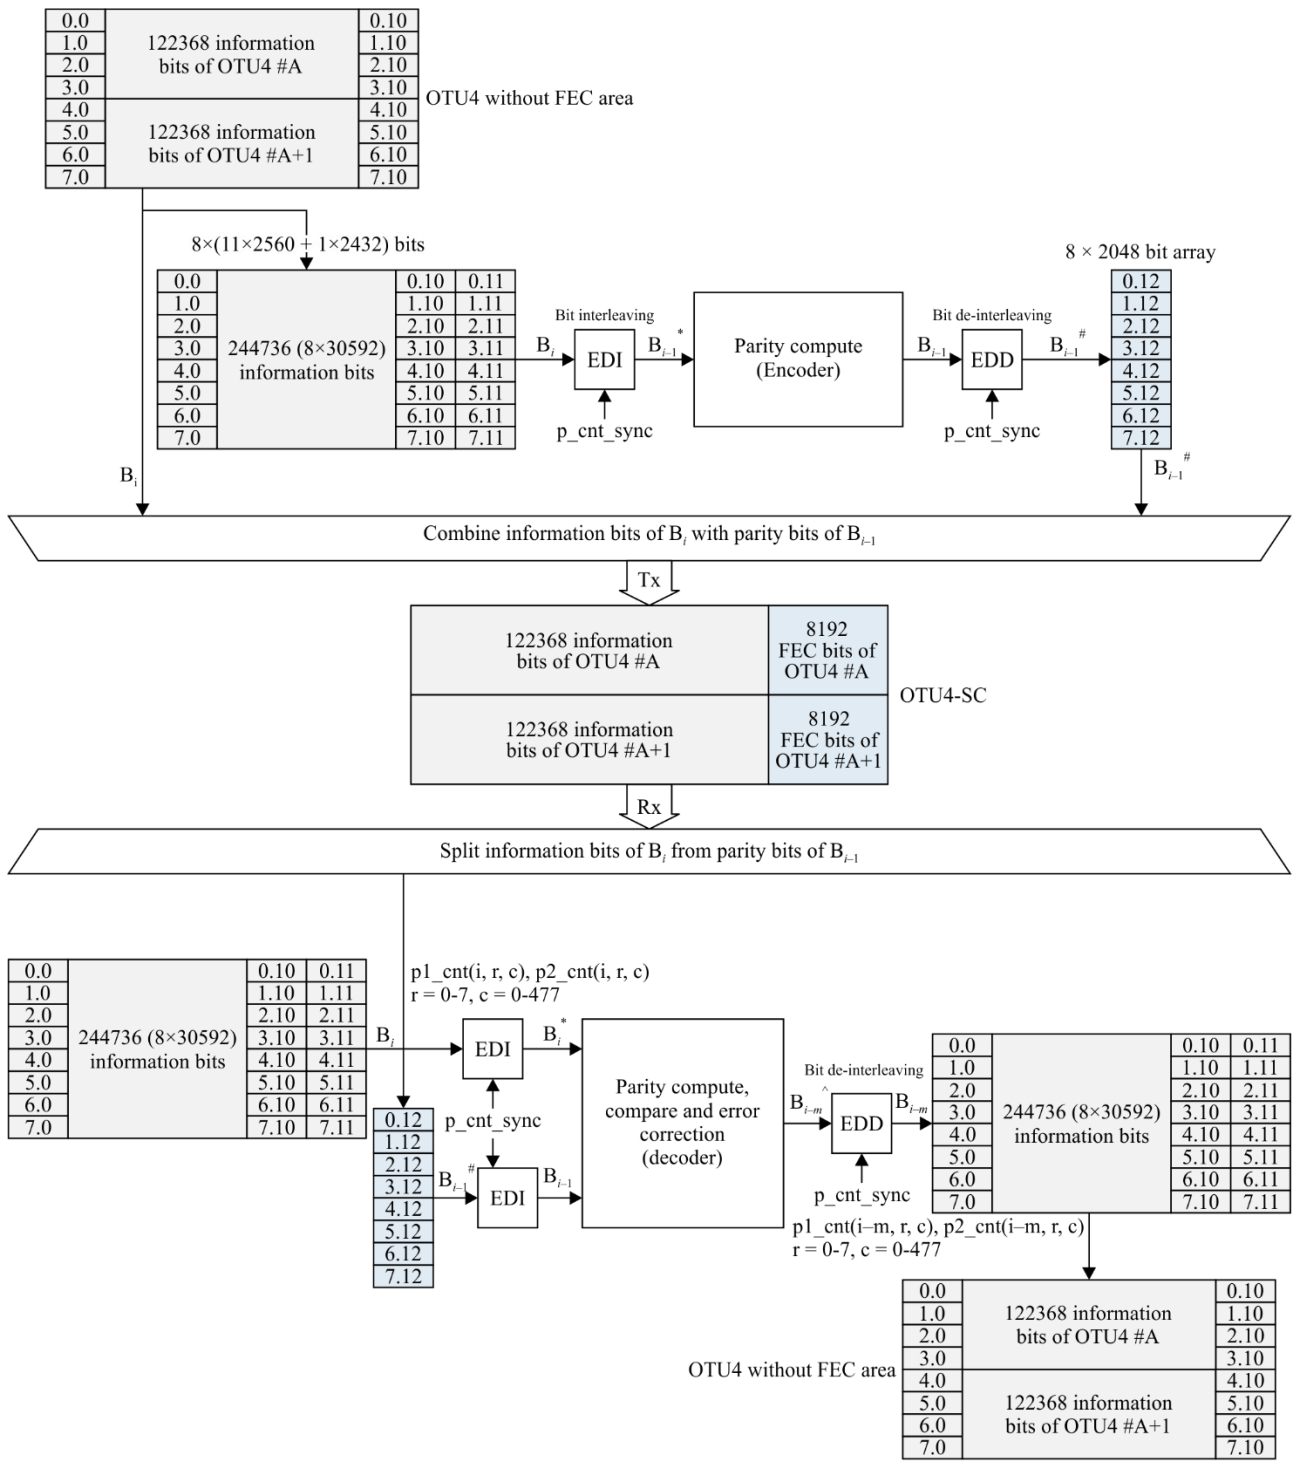 0.0
1.0
2.0
3.0
4.0
5.0
6.0
7.0
122368 information
bits of OTU4 #A
122368 information
bits of OTU4 #A+1
0.10
1.10
2.10
3.10
4.10
5.10
6.10
7.10
OTU4 without FEC area
8×(11×2560 + 1×2432) bits
0.0
1.0
2.0
3.0
4.0
5.0
6.0
7.0
244736 (8×30592)
information bits
0.10 0.11
1.10 1.11
2.10 2.11
3.10 3.11
4.10 4.11
5.10 5.11
6.10 6.11
7.10 7.11
B_i
Bit interleaving
EDI
p_cnt_sync
B_{i–1}^*
Parity compute
(Encoder)
B_{i–1}
Bit de-interleaving
EDD
p_cnt_sync
B_{i–1}^#
8 × 2048 bit array
0.12
1.12
2.12
3.12
4.12
5.12
6.12
7.12
B_i
B_{i–1}^#
Combine information bits of B_i with parity bits of B_{i–1}
Tx
122368 information
bits of OTU4 #A
8192
FEC bits of
OTU4 #A
122368 information
bits of OTU4 #A+1
8192
FEC bits of
OTU4 #A+1
OTU4-SC
Rx
Split information bits of B_i from parity bits of B_{i–1}
0.0
1.0
2.0
3.0
4.0
5.0
6.0
7.0
244736 (8×30592)
information bits
0.10 0.11
1.10 1.11
2.10 2.11
3.10 3.11
4.10 4.11
5.10 5.11
6.10 6.11
7.10 7.11
p1_cnt(i, r, c), p2_cnt(i, r, c)
r = 0-7, c = 0-477
B_i
EDI
B_i^*
p_cnt_sync
0.12
1.12
2.12
3.12
4.12
5.12
6.12
7.12
B_{i–1}^#
EDI
B_{i–1}
Parity compute,
compare and error
correction
(decoder)
Bit de-interleaving
B_{i–m}^^
EDD
B_{i–m}
p_cnt_sync
p1_cnt(i–m, r, c), p2_cnt(i–m, r, c)
r = 0-7, c = 0-477
0.0
1.0
2.0
3.0
4.0
5.0
6.0
7.0
244736 (8×30592)
information bits
0.10 0.11
1.10 1.11
2.10 2.11
3.10 3.11
4.10 4.11
5.10 5.11
6.10 6.11
7.10 7.11
OTU4 without FEC area
0.0
1.0
2.0
3.0
4.0
5.0
6.0
7.0
122368 information
bits of OTU4 #A
122368 information
bits of OTU4 #A+1
0.10
1.10
2.10
3.10
4.10
5.10
6.10
7.10